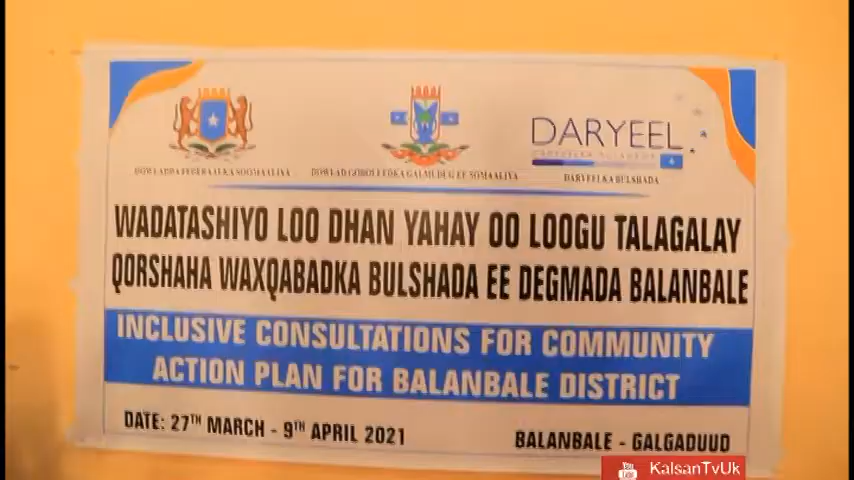 DOWLADDA FEDERAALKA SOOMAALIYA
DOWLAD GOBOLEEDKA GALMUDUG EE SOMAALIYA
DARYEEL
DARYEELKA BULSHADA
WADATASHIYO LOO DHAN YAHAY OO LOOGU TALAGALAY
QORSHAHA WAXQABADKA BULSHADA EE DEGMADA BALANBALE
INCLUSIVE CONSULTATIONS FOR COMMUNITY
ACTION PLAN FOR BALANBALE DISTRICT
DATE: 27TH MARCH - 9TH APRIL 2021
BALANBALE - GALGADUUD
KalsanTvUk